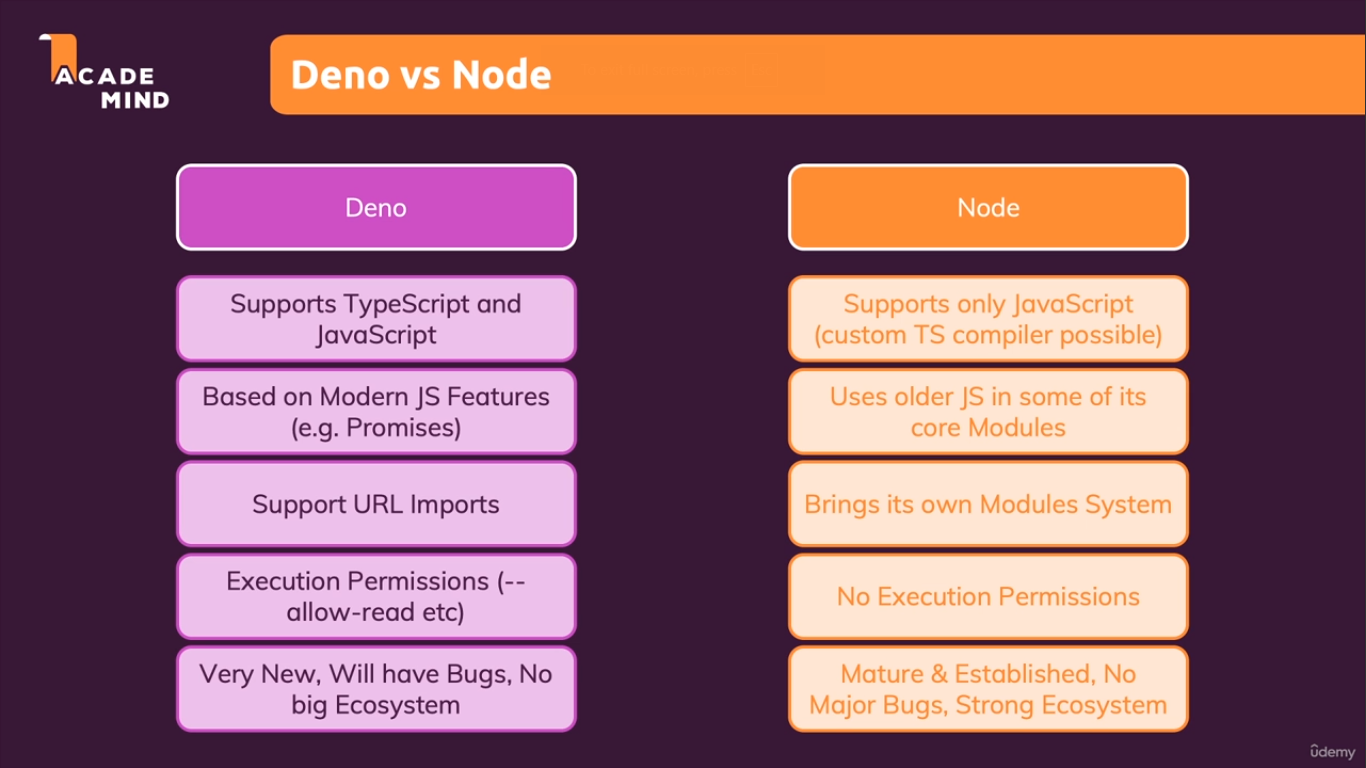 ACADE
MIND
Deno vs Node
Deno
Supports TypeScript and
JavaScript
Based on Modern JS Features
(e.g. Promises)
Support URL Imports
Execution Permissions (--
allow-read etc)
Very New, Will have Bugs, No
big Ecosystem
Node
Supports only JavaScript
(custom TS compiler possible)
Uses older JS in some of its
core Modules
Brings its own Modules System
No Execution Permissions
Mature & Established, No
Major Bugs, Strong Ecosystem
udemy